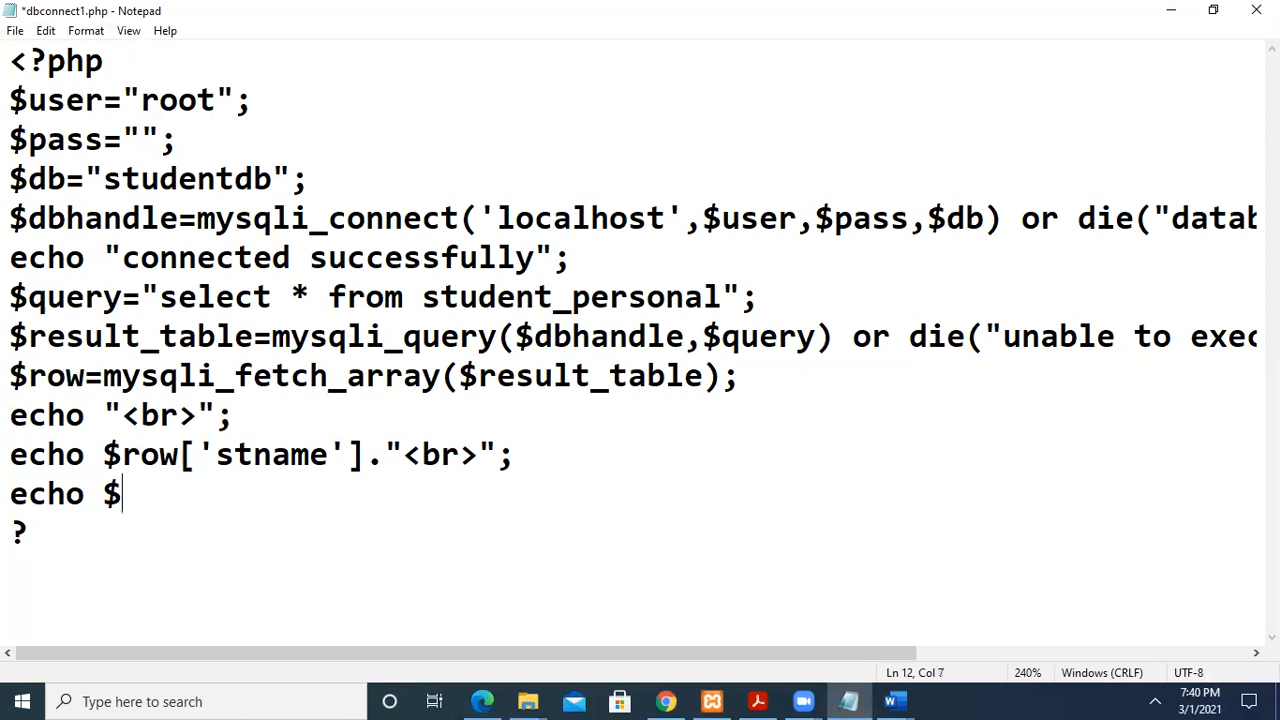 *dbconnect1.php - Notepad
File Edit Format View Help
<?php
$user="root";
$pass="";
$db="studentdb";
$dbhandle=mysqli_connect('localhost',$user,$pass,$db) or die("datab
echo "connected successfully";
$query="select * from student_personal";
$result_table=mysqli_query($dbhandle,$query) or die("unable to exec
$row=mysqli_fetch_array($result_table);
echo "<br>";
echo $row['stname']."<br>";
echo $
?
Ln 12, Col 7 240% Windows (CRLF) UTF-8
Type here to search 7:40 PM
3/1/2021